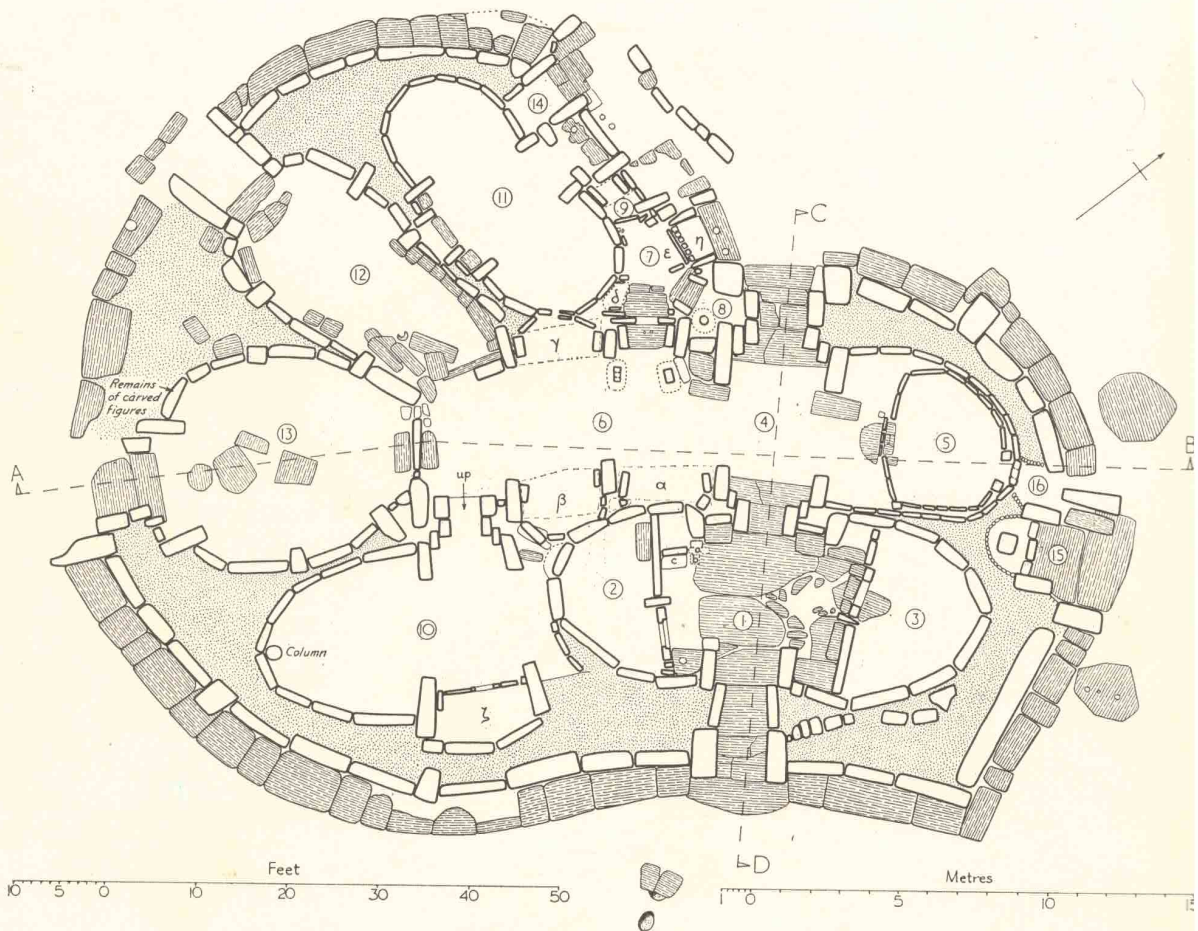 14
11
C
12
9
7
ε
η
δ
8
γ
Remains
of carved
figures
13
6
4
5
A
B
16
up
β
α
c
b
2
15
1
3
10
Column
ζ
D
Feet
10 5 0 10 20 30 40 50
Metres
1 0 5 10 15